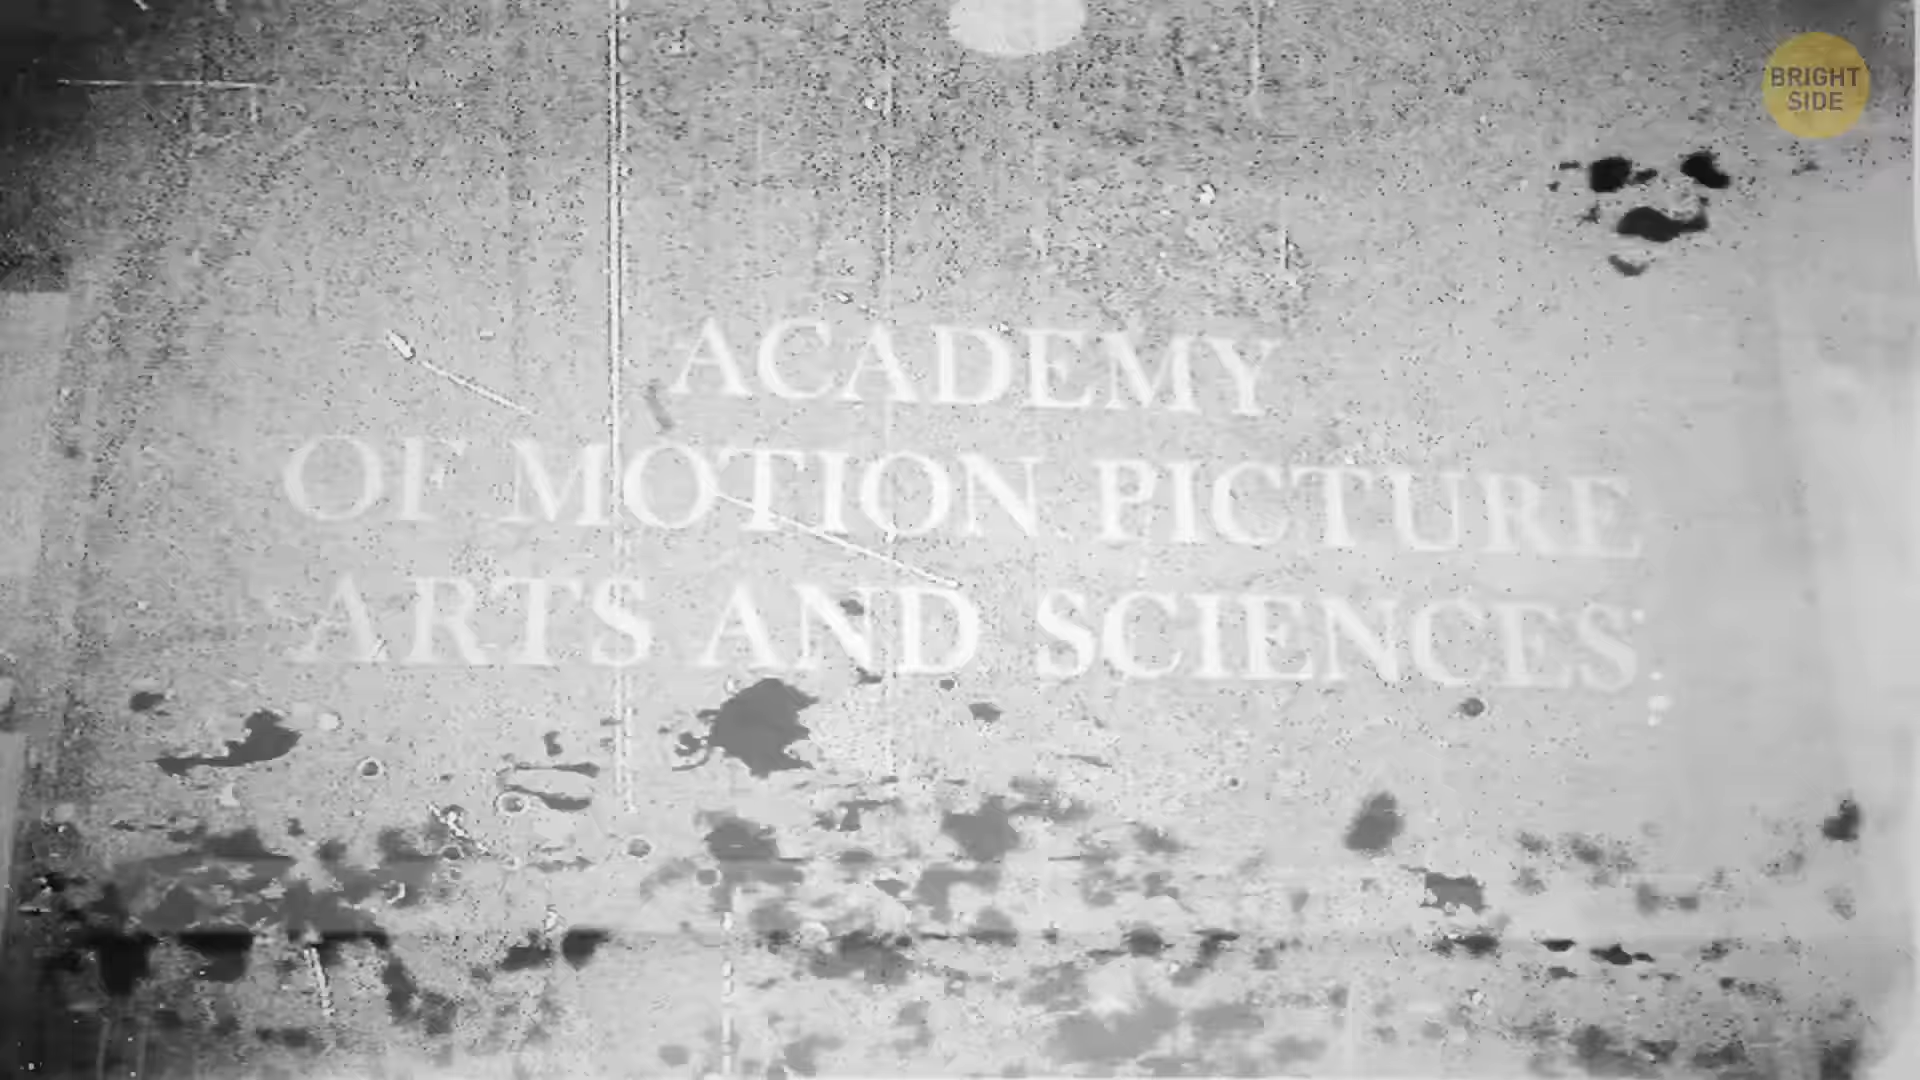 BRIGHT
SIDE
ACADEMY
OF MOTION PICTURE
ARTS AND SCIENCES